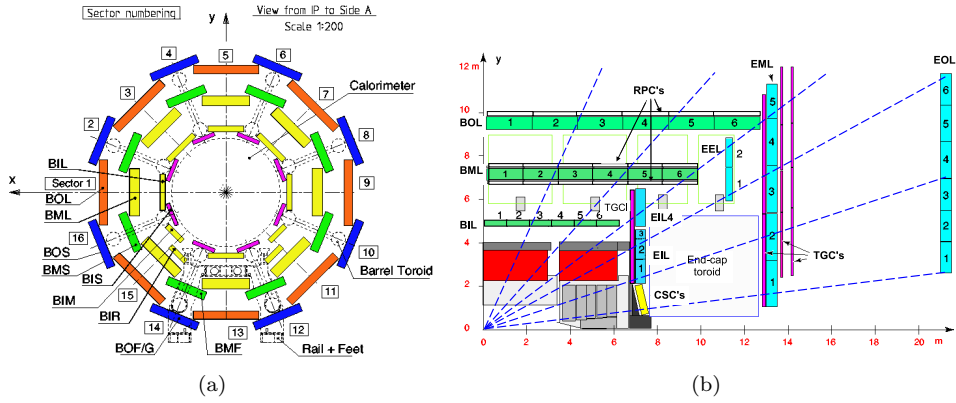 Sector numbering
y
View from IP to Side A
Scale 1:200
4
5
6
3
7
Calorimeter
2
8
BIL
x
Sector 1
9
BOL
BML
16
10
BOS
BMS
BIS
Barrel Toroid
BIM
15
11
BIR
14
13
12
BOF/G
BMF
Rail + Feet
(a)
y
12 m
EML
EOL
RPC's
10
BOL
1 2 3 4 5 6
5
6
5
8
EEL
2
4
4
BML
1 2 3 4 5 6
1
3
3
6
TGCI
EIL4
BIL
1 2 3 4 5 6
4
3
2
EIL
End-cap
toroid
2
TGC's
2
1
CSC's
1
1
0
0 2 4 6 8 10 12 14 16 18 20 m
(b)